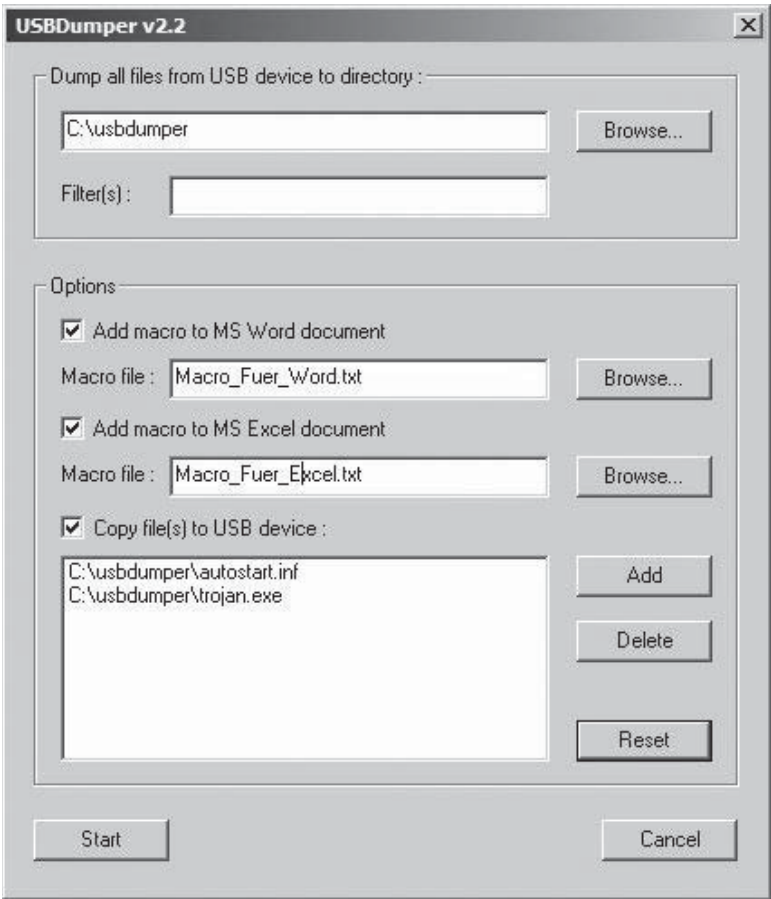 USBDumper v2.2
Dump all files from USB device to directory :
C:\usbdumper
Browse...
Filter(s) :
Options
Add macro to MS Word document
Macro file :
Macro_Fuer_Word.txt
Browse...
Add macro to MS Excel document
Macro file :
Macro_Fuer_Excel.txt
Browse...
Copy file(s) to USB device :
C:\usbdumper\autostart.inf
C:\usbdumper\trojan.exe
Add
Delete
Reset
Start
Cancel